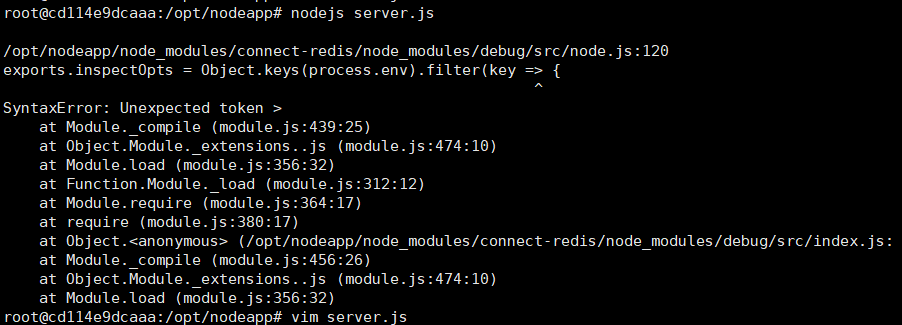 root@cd114e9dcaaa:/opt/nodeapp# nodejs server.js
/opt/nodeapp/node_modules/connect-redis/node_modules/debug/src/node.js:120
exports.inspectOpts = Object.keys(process.env).filter(key => {
^
SyntaxError: Unexpected token >
at Module._compile (module.js:439:25)
at Object.Module._extensions..js (module.js:474:10)
at Module.load (module.js:356:32)
at Function.Module._load (module.js:312:12)
at Module.require (module.js:364:17)
at require (module.js:380:17)
at Object.<anonymous> (/opt/nodeapp/node_modules/connect-redis/node_modules/debug/src/index.js:
at Module._compile (module.js:456:26)
at Object.Module._extensions..js (module.js:474:10)
at Module.load (module.js:356:32)
root@cd114e9dcaaa:/opt/nodeapp# vim server.js